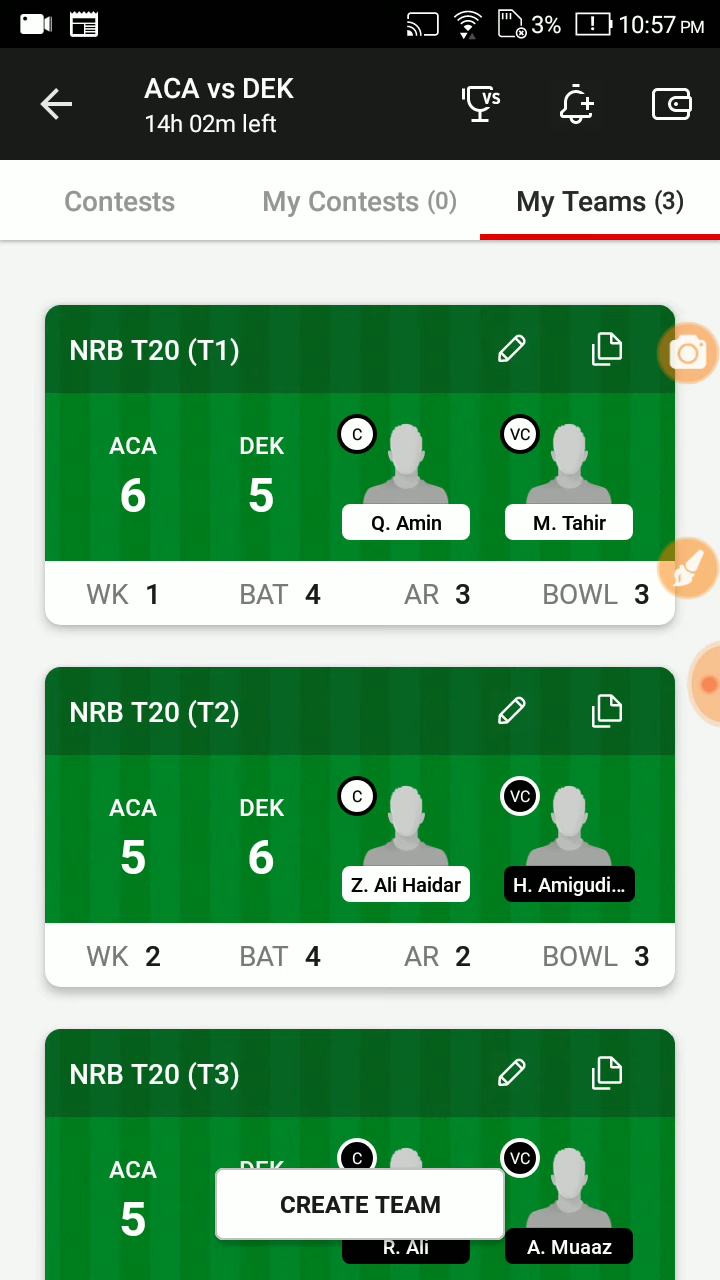 3% 10:57 PM
ACA vs DEK
14h 02m left
VS
Contests My Contests (0) My Teams (3)
NRB T20 (T1)
ACA DEK
6 5
C VC
Q. Amin M. Tahir
WK 1 BAT 4 AR 3 BOWL 3
NRB T20 (T2)
ACA DEK
5 6
C VC
Z. Ali Haidar H. Amigudi...
WK 2 BAT 4 AR 2 BOWL 3
NRB T20 (T3)
C VC
ACA DEK
5
CREATE TEAM
R. Ali A. Muaaz